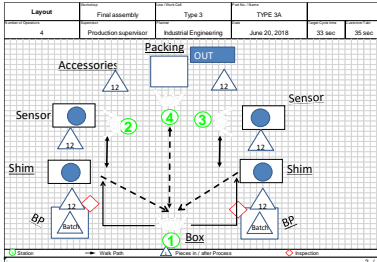 Layout
Workshop
Line / Work Cell
Part No. / Name
Final assembly
Type 3
TYPE 3A
Number of Operators
Supervisor
Planner
Date
Target Cycle time
Customer Takt
4
Production supervisor
Industrial Engineering
June 20, 2018
33 sec
35 sec
Packing
OUT
Accessories
12
12
Sensor
2
4
3
Sensor
12
12
Shim
Shim
12
12
BP
Batch
Batch
BP
1
Box
Station
Walk Path
Pieces in / after Process
Inspection